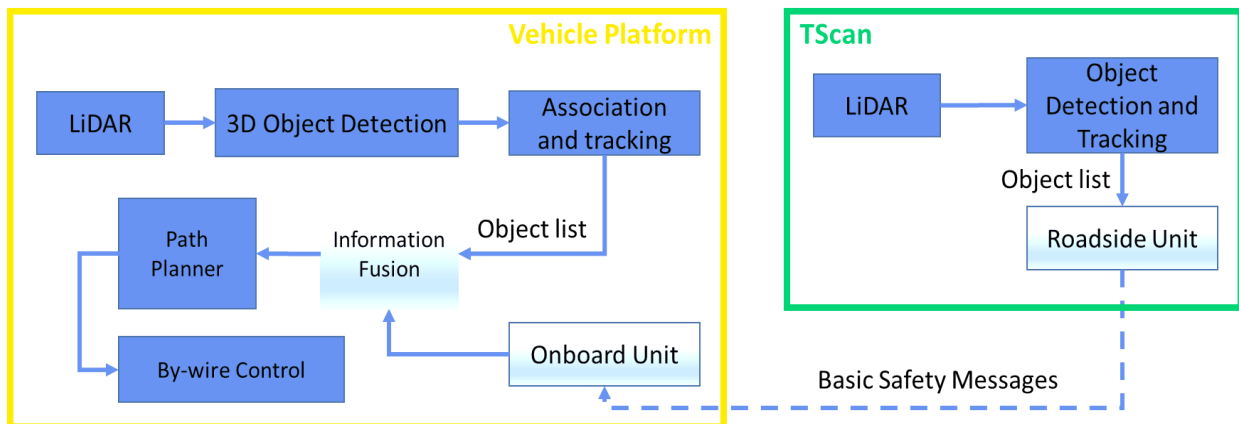 Vehicle Platform
LiDAR
3D Object Detection
Association
and tracking
Object list
Information
Fusion
Path
Planner
By-wire Control
Onboard Unit
TScan
LiDAR
Object
Detection and
Tracking
Object list
Roadside Unit
Basic Safety Messages